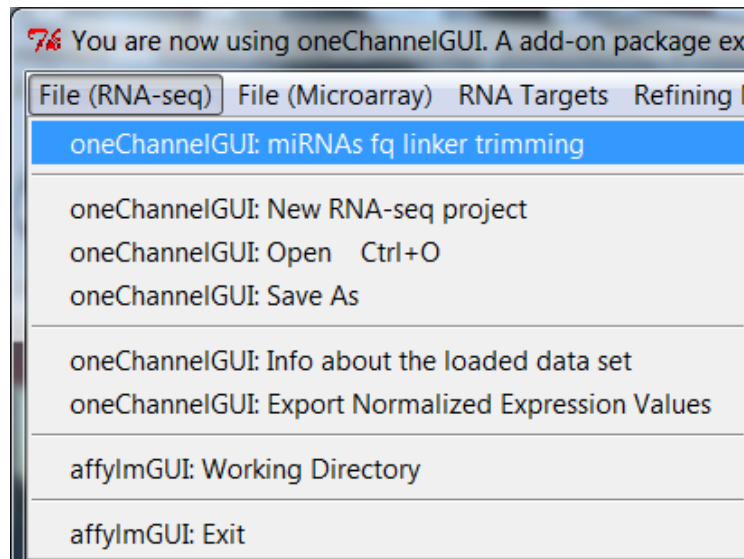 You are now using oneChannelGUI. A add-on package ex
File (RNA-seq) File (Microarray) RNA Targets Refining
oneChannelGUI: miRNAs fq linker trimming
oneChannelGUI: New RNA-seq project
oneChannelGUI: Open Ctrl+O
oneChannelGUI: Save As
oneChannelGUI: Info about the loaded data set
oneChannelGUI: Export Normalized Expression Values
affylmGUI: Working Directory
affylmGUI: Exit